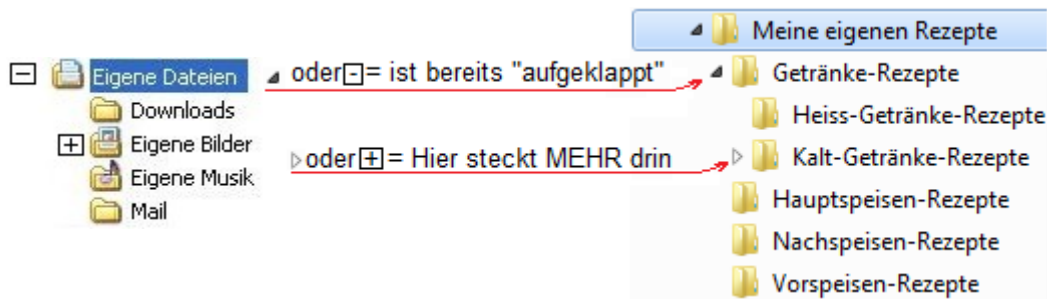 Eigene Dateien
Downloads
Eigene Bilder
Eigene Musik
Mail
oder = ist bereits "aufgeklappt"
oder = Hier steckt MEHR drin
Meine eigenen Rezepte
Getränke-Rezepte
Heiss-Getränke-Rezepte
Kalt-Getränke-Rezepte
Hauptspeisen-Rezepte
Nachspeisen-Rezepte
Vorspeisen-Rezepte